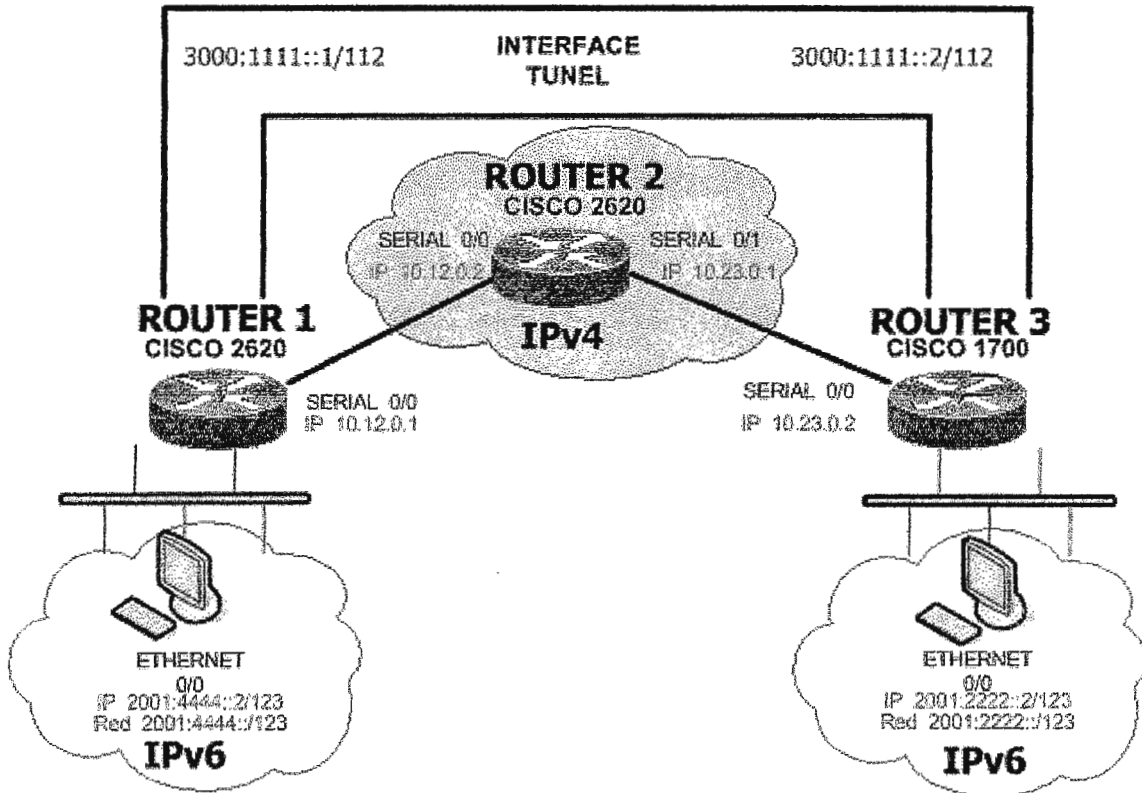 3000:1111::1/112
INTERFACE
TUNEL
3000:1111::2/112
ROUTER 2
CISCO 2620
SERIAL 0/0
IP 10.12.0.2
SERIAL 0/1
IP 10.23.0.1
IPv4
ROUTER 1
CISCO 2620
SERIAL 0/0
IP 10.12.0.1
ROUTER 3
CISCO 1700
SERIAL 0/0
IP 10.23.0.2
ETHERNET
0/0
IP 2001:4444::2/123
Red 2001:4444::/123
IPv6
ETHERNET
0/0
IP 2001:2222::2/123
Red 2001:2222::/123
IPv6